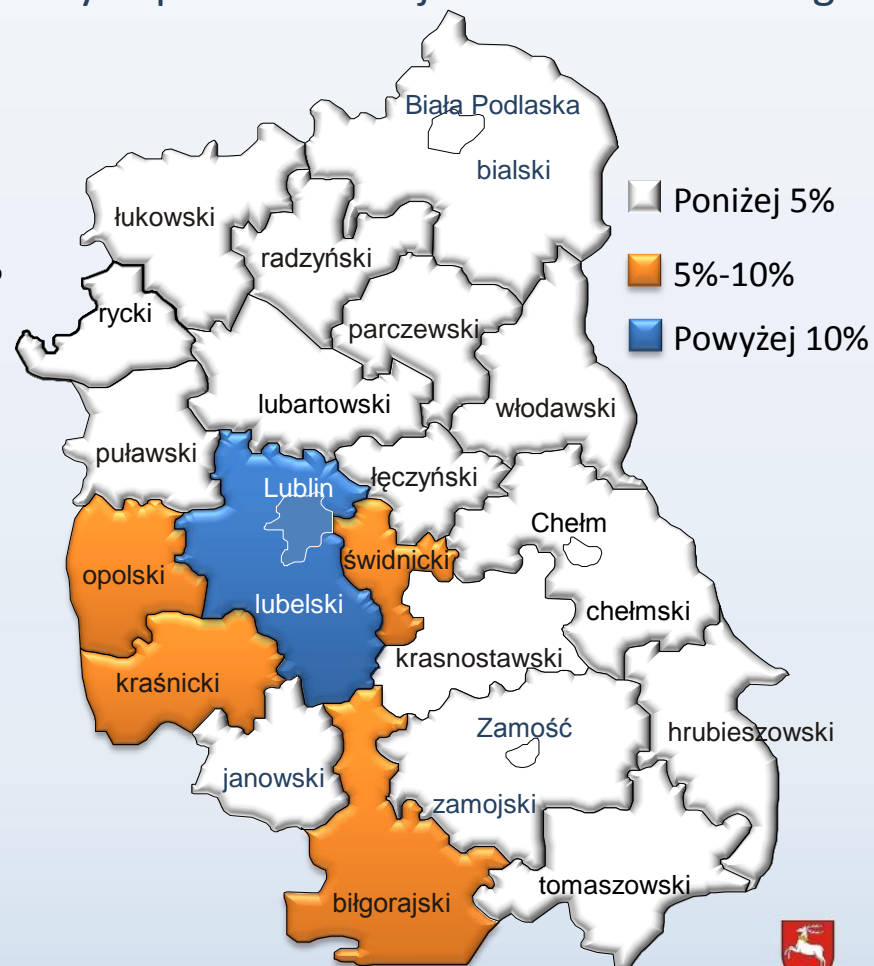 Biała Podlaska
bialski
łukowski
radzyński
rycki
parczewski
lubartowski
włodawski
puławski
łęczyński
Lublin
Chełm
świdnicki
opolski
lubelski
chełmski
krasnostawski
kraśnicki
Zamość
hrubieszowski
janowski
zamojski
tomaszowski
biłgorajski
Poniżej 5%
5%-10%
Powyżej 10%